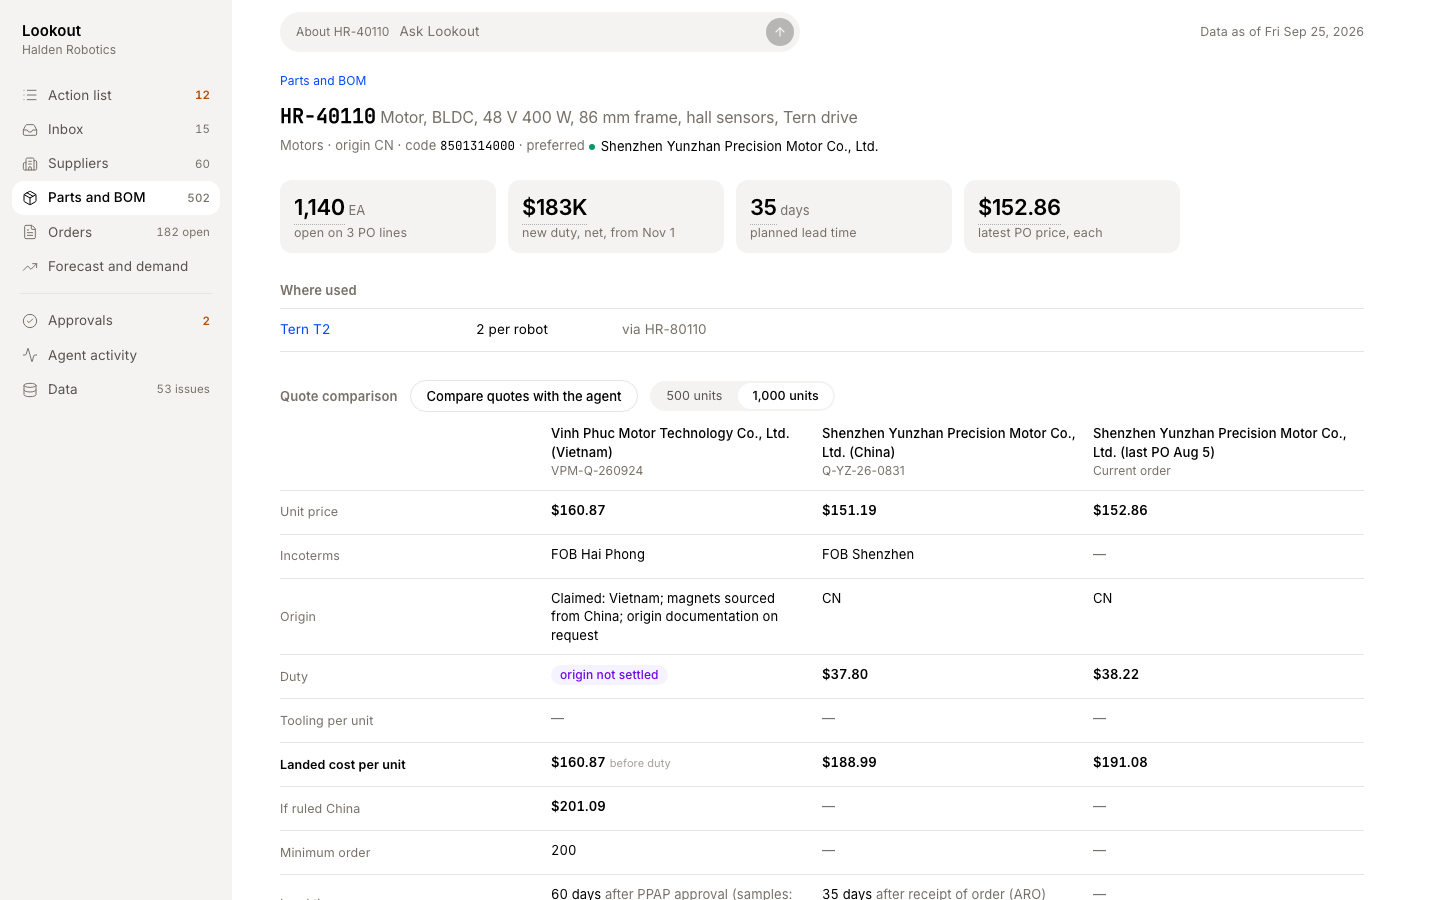 Lookout
Halden Robotics
Action list 12
Inbox 15
Suppliers 60
Parts and BOM 502
Orders 182 open
Forecast and demand
Approvals 2
Agent activity
Data 53 issues
About HR-40110 Ask Lookout
Data as of Fri Sep 25, 2026
Parts and BOM
HR-40110 Motor, BLDC, 48 V 400 W, 86 mm frame, hall sensors, Tern drive
Motors · origin CN · code 8501314000 · preferred Shenzhen Yunzhan Precision Motor Co., Ltd.
1,140 EA
open on 3 PO lines
$183K
new duty, net, from Nov 1
35 days
planned lead time
$152.86
latest PO price, each
Where used
Tern T2 2 per robot via HR-80110
Quote comparison Compare quotes with the agent 500 units 1,000 units
Vinh Phuc Motor Technology Co., Ltd. (Vietnam)
VPM-Q-260924
Shenzhen Yunzhan Precision Motor Co., Ltd. (China)
Q-YZ-26-0831
Shenzhen Yunzhan Precision Motor Co., Ltd. (last PO Aug 5)
Current order
Unit price $160.87 $151.19 $152.86
Incoterms FOB Hai Phong FOB Shenzhen —
Origin Claimed: Vietnam; magnets sourced from China; origin documentation on request CN CN
Duty origin not settled $37.80 $38.22
Tooling per unit — — —
Landed cost per unit $160.87 before duty $188.99 $191.08
If ruled China $201.09 — —
Minimum order 200 — —
60 days after PPAP approval (samples: 35 days after receipt of order (ARO) —